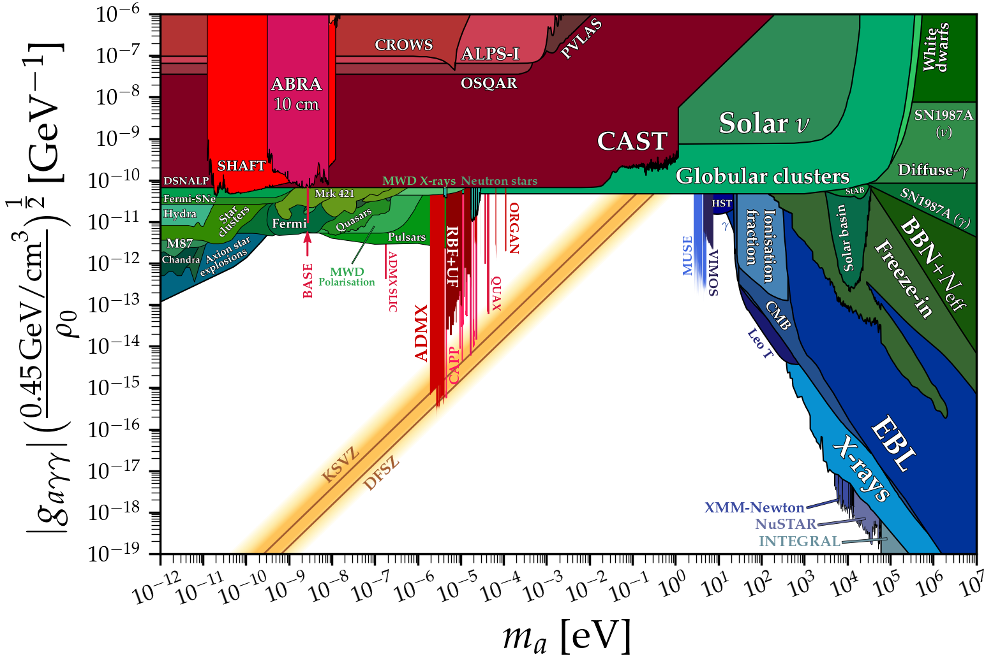 10⁻⁶
10⁻⁷
10⁻⁸
10⁻⁹
10⁻¹⁰
10⁻¹¹
10⁻¹²
10⁻¹³
10⁻¹⁴
10⁻¹⁵
10⁻¹⁶
10⁻¹⁷
10⁻¹⁸
10⁻¹⁹
|g_{aγγ}| (0.45 GeV/cm³ / ρ₀)^{1/2} [GeV⁻¹]
CROWS
ALPS-I
PVLAS
OSQAR
ABRA
10 cm
SHAFT
CAST
Solar ν
Globular clusters
White
dwarfs
SN1987A
(ν)
Diffuse-γ
SN1987A (γ)
DSNALP
Fermi-SNe
Hydra
M87
Chandra
Star
clusters
Axion star
explosions
Fermi
Mrk 421
Quasars
MWD X-rays
Neutron stars
Pulsars
BASE
MWD
Polarisation
ADMX SLIC
ADMX
RBF+UF
CAPP
QUAX
ORGAN
KSVZ
DFSZ
MUSE
VIMOS
HST
γ
Ionisation
fraction
CMB
Leo T
StAB
Solar basin
Freeze-in
BBN+N_eff
EBL
X-rays
XMM-Newton
NuSTAR
INTEGRAL
10⁻¹²
10⁻¹¹
10⁻¹⁰
10⁻⁹
10⁻⁸
10⁻⁷
10⁻⁶
10⁻⁵
10⁻⁴
10⁻³
10⁻²
10⁻¹
10⁰
10¹
10²
10³
10⁴
10⁵
10⁶
10⁷
m_a [eV]